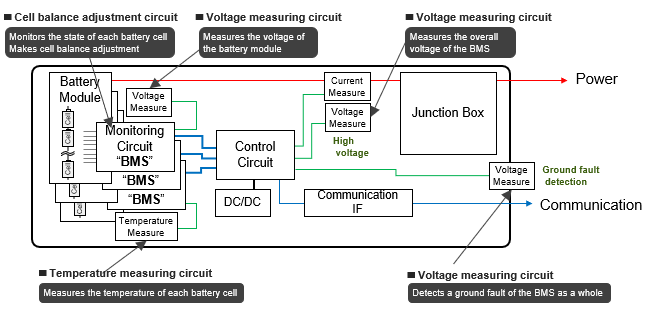 ■ Cell balance adjustment circuit
Monitors the state of each battery cell
Makes cell balance adjustment
■ Voltage measuring circuit
Measures the voltage of
the battery module
■ Voltage measuring circuit
Measures the overall
voltage of the BMS
Battery
Module
Voltage
Measure
Current
Measure
Voltage
Measure
High
voltage
Junction Box
Power
Cell
Cell
Monitoring
Circuit
“BMS”
“BMS”
“BMS”
Cell
Cell
Control
Circuit
DC/DC
Communication
IF
Voltage
Measure
Ground fault
detection
Communication
Temperature
Measure
■ Temperature measuring circuit
Measures the temperature of each battery cell
■ Voltage measuring circuit
Detects a ground fault of the BMS as a whole